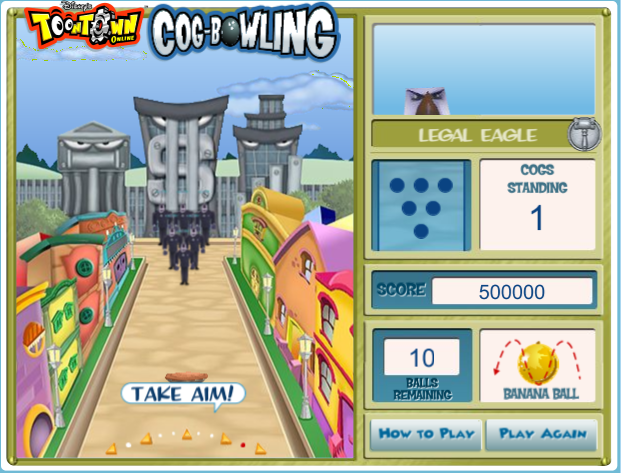 Disney's
TOONTOWN
ONLINE
COG-BOWLING
LEGAL EAGLE
COGS
STANDING
1
SCORE 500000
10
BALLS
REMAINING
BANANA BALL
TAKE AIM!
HOW TO PLAY
PLAY AGAIN